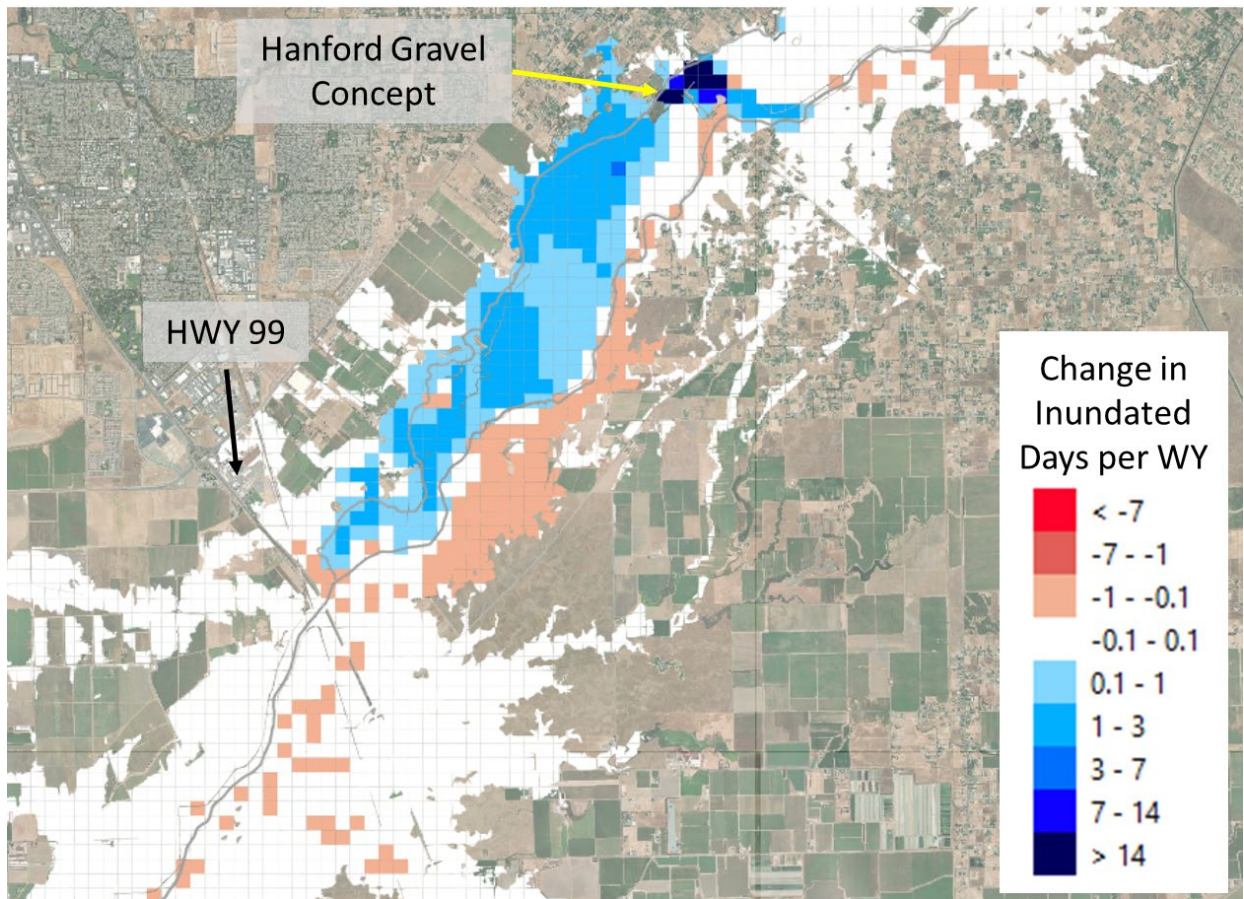 Hanford Gravel
Concept
HWY 99
Change in
Inundated
Days per WY
< -7
-7 - -1
-1 - -0.1
-0.1 - 0.1
0.1 - 1
1 - 3
3 - 7
7 - 14
> 14